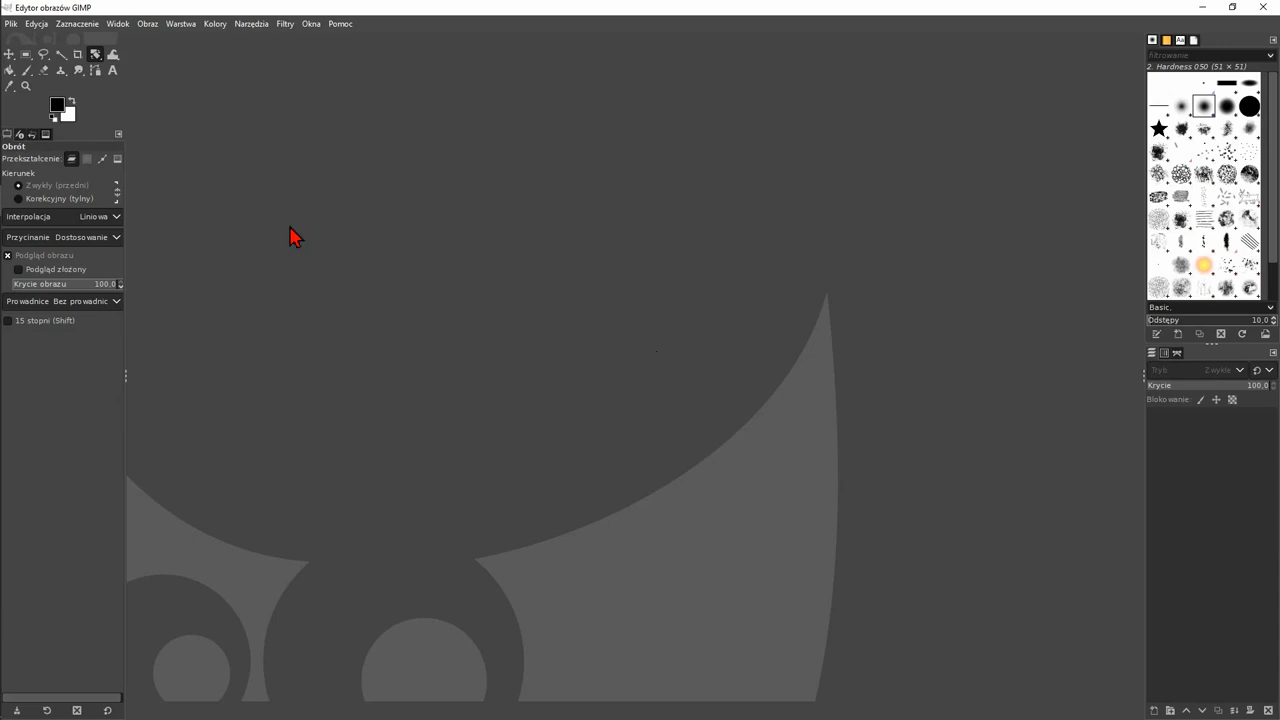 Edytor obrazów GIMP
Plik Edycja Znaczenie Widok Obraz Warstwa Kolory Narzędzia Filtry Okna Pomoc
filtrowanie
2. Hardness 050 (51 × 51)
Obrót
Przekształcenie:
Kierunek
Zwykły (przedni)
Korekcyjny (tylny)
Interpolacja Liniowa
Przycinanie Dostosowanie
Podgląd obrazu
Podgląd złożony
Krycie obrazu 100,0
Prowadnice Bez prowadnic
15 stopni (Shift)
Basic,
Odstępy 10,0
Tryb Zwykłe
Krycie 100,0
Blokowanie: